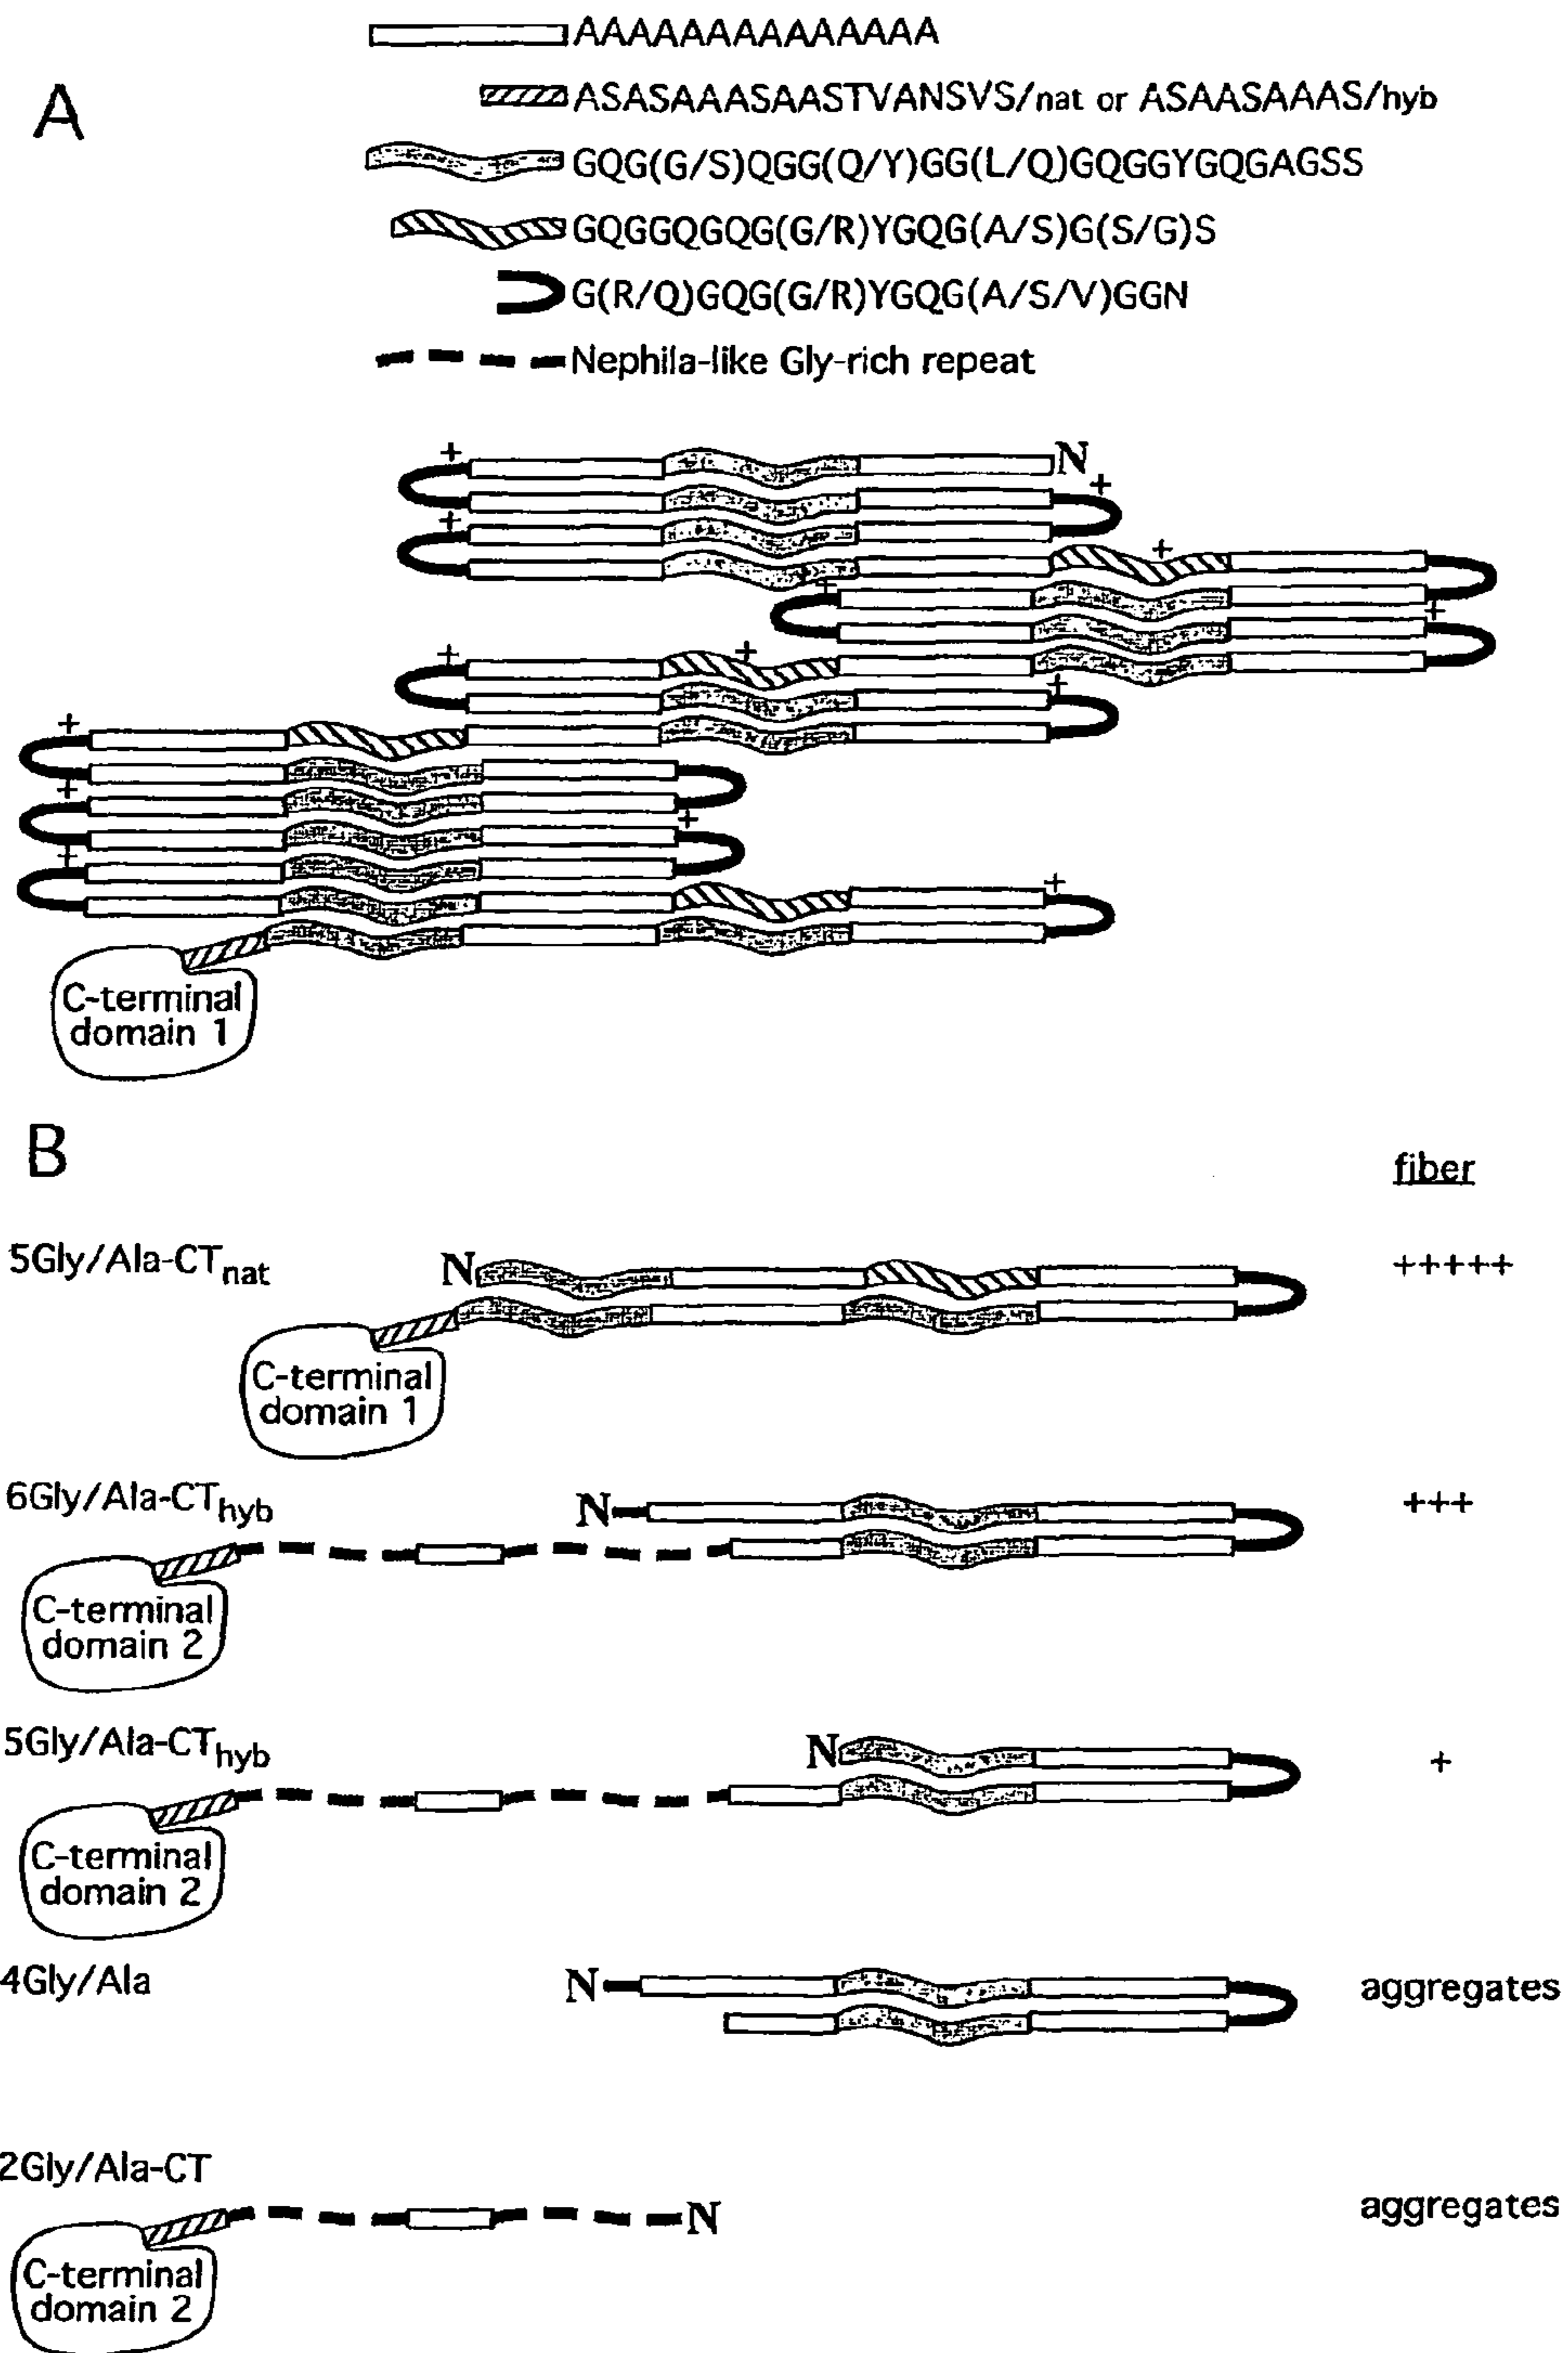 AAAAAAAAAAAAAA
A
ASASAAASAASTVANSVS/nat or ASAASAAAS/hyb
GQG(G/S)QGG(Q/Y)GG(L/Q)GQGGYGQGAGSS
GQGGQGQG(G/R)YGQG(A/S)G(S/G)S
G(R/Q)GQG(G/R)YGQG(A/S/V)GGN
Nephila-like Gly-rich repeat
+ N
+
+
+
+
+
+ +
+
+
+
+
+
+
C-terminal
domain 1
B
fiber
5Gly/Ala-CTnat N +++++
C-terminal
domain 1
6Gly/Ala-CThyb N +++
C-terminal
domain 2
5Gly/Ala-CThyb N +
C-terminal
domain 2
4Gly/Ala N aggregates
2Gly/Ala-CT
N aggregates
C-terminal
domain 2